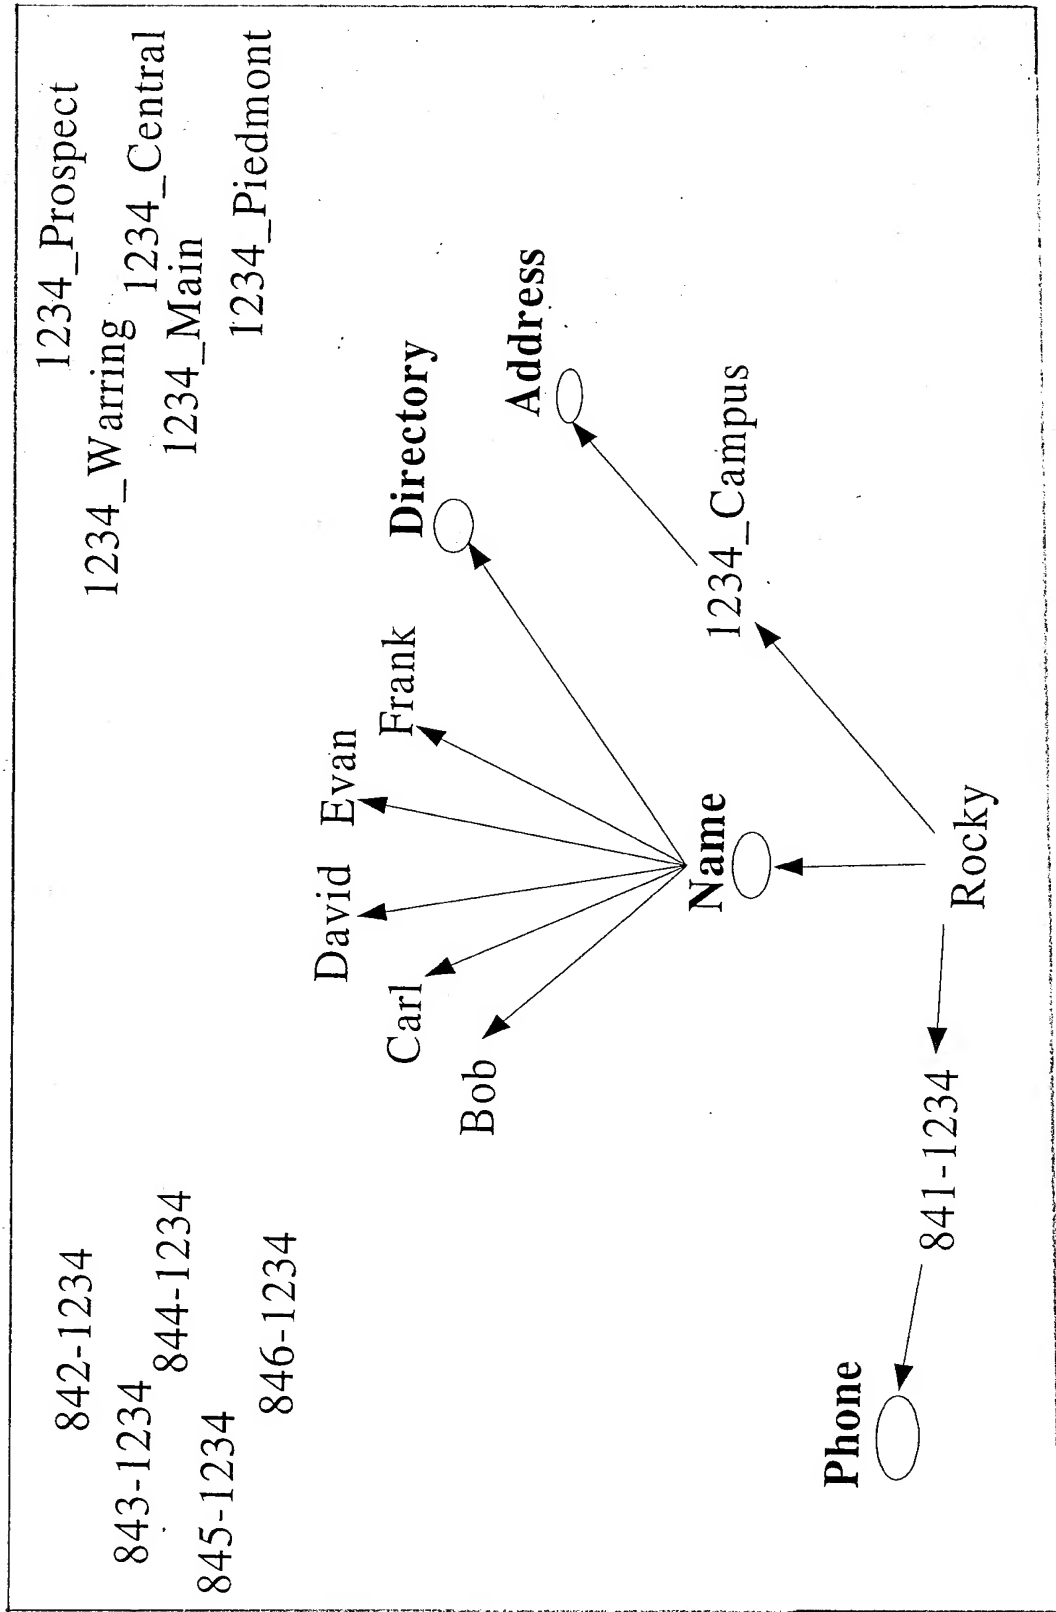 842-1234
843-1234
844-1234
845-1234
846-1234
1234_Prospect
1234_Warring
1234_Central
1234_Main
1234_Piedmont
David
Evan
Carl
Frank
Bob
Directory
Address
Name
1234_Campus
Phone
841-1234
Rocky